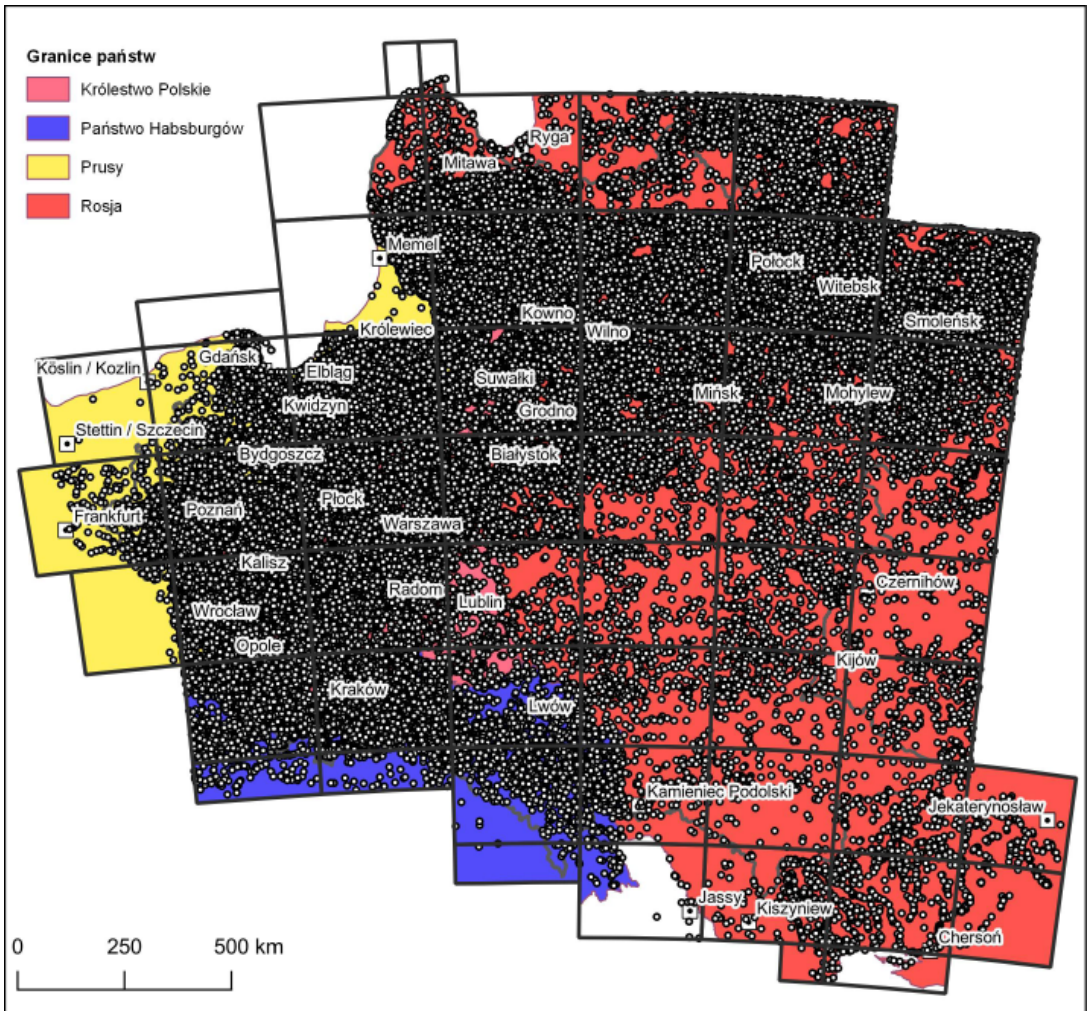 Granice państw
Królestwo Polskie
Państwo Habsburgów
Prusy
Rosja
Ryga
Mitawa
Memel
Połock
Witebsk
Kowno
Wilno
Smoleńsk
Królewiec
Gdańsk
Köslin / Kozlin
Elbląg
Suwałki
Kwidzyn
Mińsk
Mohylew
Grodno
Stettin / Szczecin
Bydgoszcz
Białystok
Płock
Poznań
Frankfurt
Warszawa
Kalisz
Czernihów
Radom
Lublin
Wrocław
Opole
Kijów
Kraków
Lwów
Kamieniec Podolski
Jekaterynosław
Jassy
Kiszyniew
Chersoń
0 250 500 km